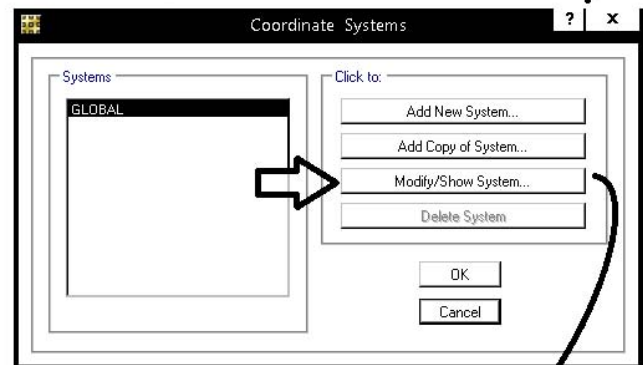 Coordinate Systems
? x
Systems
GLOBAL
Click to:
Add New System...
Add Copy of System...
Modify/Show System...
Delete System
OK
Cancel